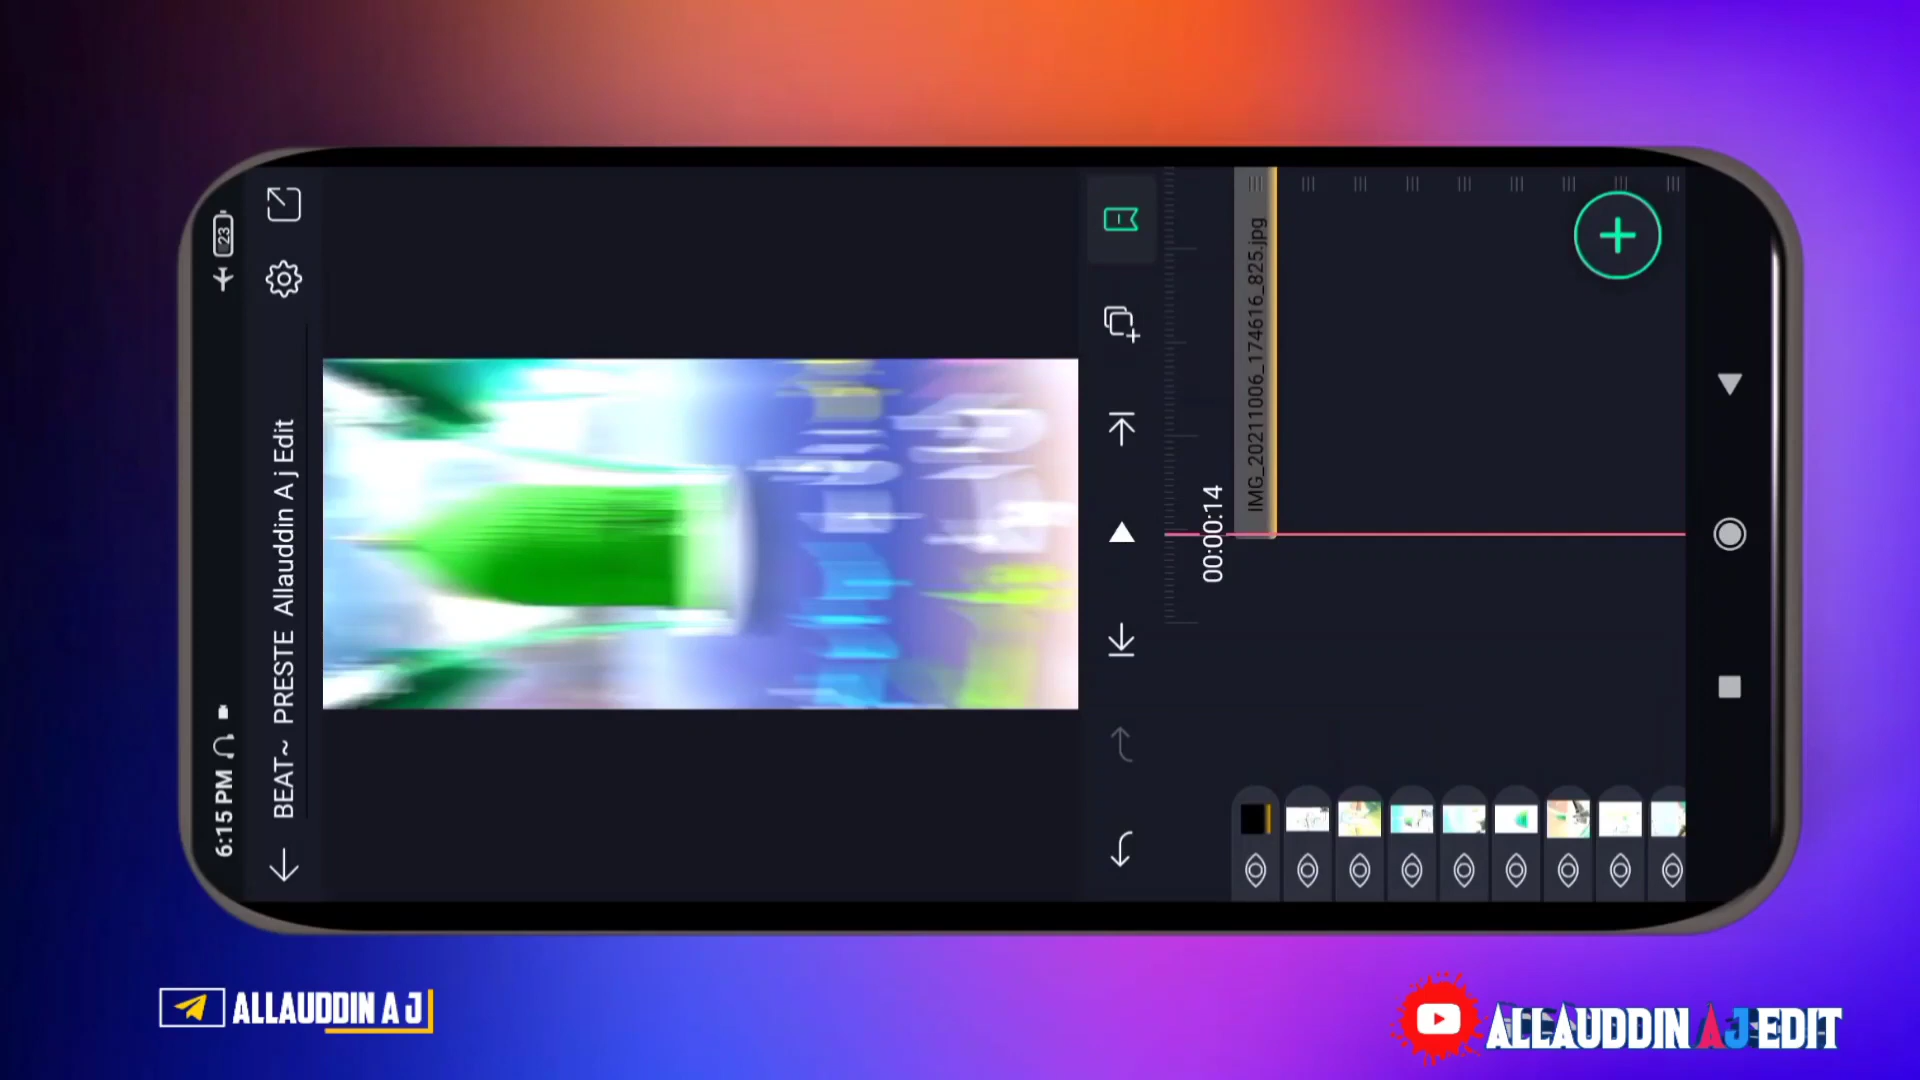 6:15 PM
23
BEAT~ PRESTE Allauddin A j Edit
00:00:14
IMG_20211006_174616_825.jpg
ALLAUDDIN A J
ALLAUDDIN AJ EDIT